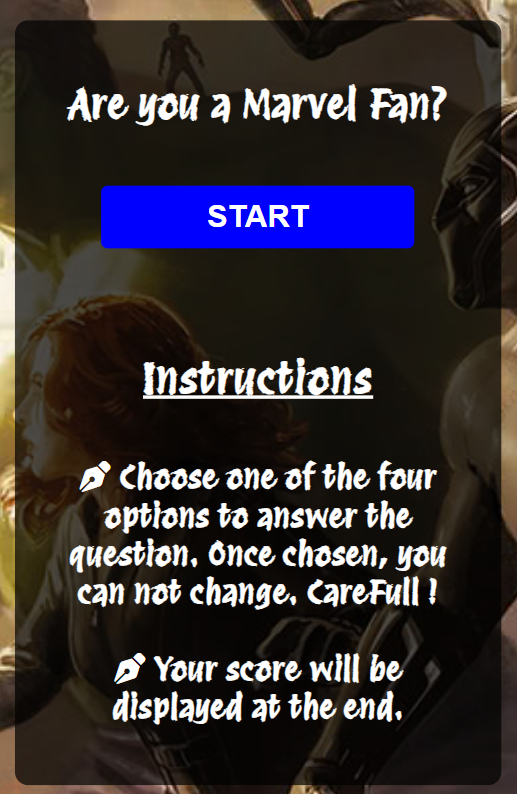 Are you a Marvel Fan?
START
Instructions
✒ Choose one of the four
options to answer the
question. Once chosen, you
can not change. CareFull !
✒ Your score will be
displayed at the end.